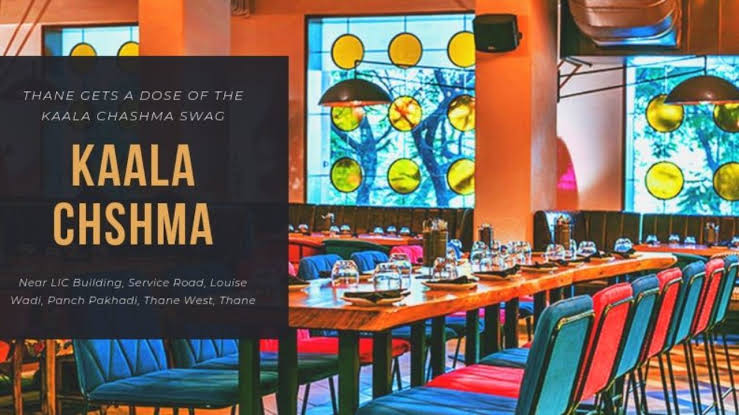 THANE GETS A DOSE OF THE
KAALA CHASHMA SWAG
KAALA
CHSHMA
Near LIC Building, Service Road, Louise
Wadi, Panch Pakhadi, Thane West, Thane